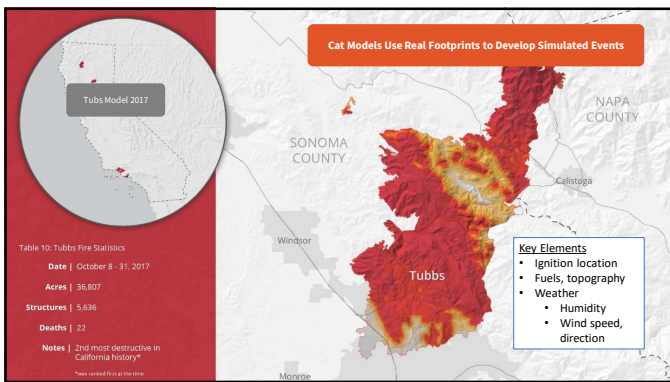 Cat Models Use Real Footprints to Develop Simulated Events
Tubs Model 2017
NAPA
COUNTY
SONOMA
COUNTY
Calistoga
Windsor
Tubbs
Monroe
Table 10: Tubbs Fire Statistics
Date | October 8 - 31, 2017
Acres | 36,807
Structures | 5,636
Deaths | 22
Notes | 2nd most destructive in
California history*
*was ranked first at the time
Key Elements
• Ignition location
• Fuels, topography
• Weather
• Humidity
• Wind speed,
direction